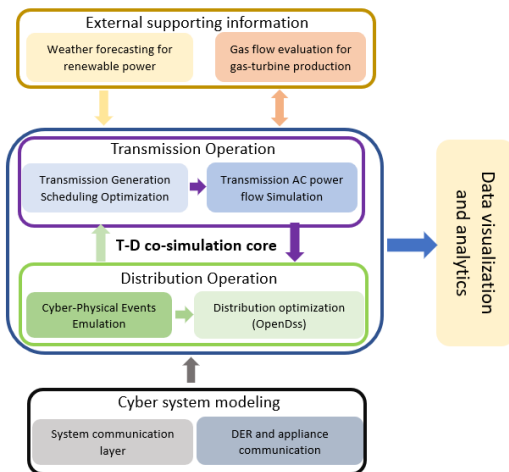 External supporting information
Weather forecasting for
renewable power
Gas flow evaluation for
gas-turbine production
Transmission Operation
Transmission Generation
Scheduling Optimization
Transmission AC power
flow Simulation
T-D co-simulation core
Distribution Operation
Cyber-Physical Events
Emulation
Distribution optimization
(OpenDss)
Data visualization
and analytics
Cyber system modeling
System communication
layer
DER and appliance
communication